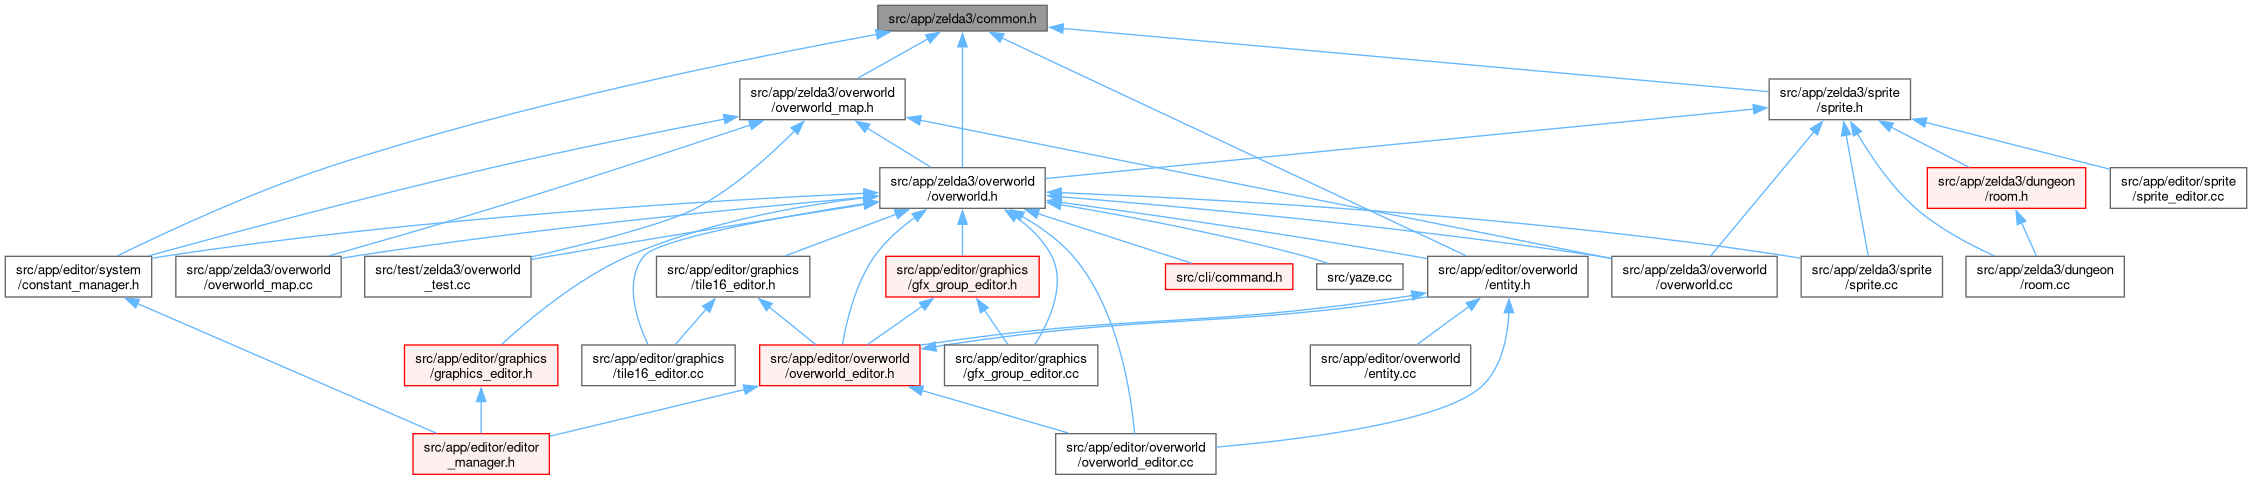 src/app/zelda3/common.h
src/app/zelda3/overworld
/overworld_map.h
src/app/zelda3/sprite
/sprite.h
src/app/zelda3/overworld
/overworld.h
src/app/zelda3/dungeon
/room.h
src/app/editor/sprite
/sprite_editor.cc
src/app/editor/system
/constant_manager.h
src/app/zelda3/overworld
/overworld_map.cc
src/test/zelda3/overworld
_test.cc
src/app/editor/graphics
/tile16_editor.h
src/app/editor/graphics
/gfx_group_editor.h
src/cli/command.h
src/yaze.cc
src/app/editor/overworld
/entity.h
src/app/zelda3/overworld
/overworld.cc
src/app/zelda3/sprite
/sprite.cc
src/app/zelda3/dungeon
/room.cc
src/app/editor/graphics
/graphics_editor.h
src/app/editor/graphics
/tile16_editor.cc
src/app/editor/overworld
/overworld_editor.h
src/app/editor/graphics
/gfx_group_editor.cc
src/app/editor/overworld
/entity.cc
src/app/editor/editor
_manager.h
src/app/editor/overworld
/overworld_editor.cc